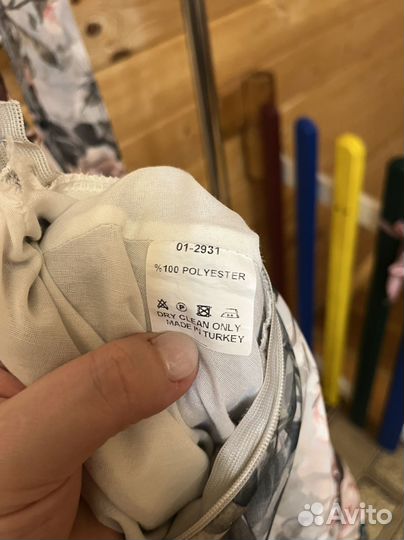 01-2931
%100 POLYESTER
DRY CLEAN ONLY
MADE IN TURKEY
Avito